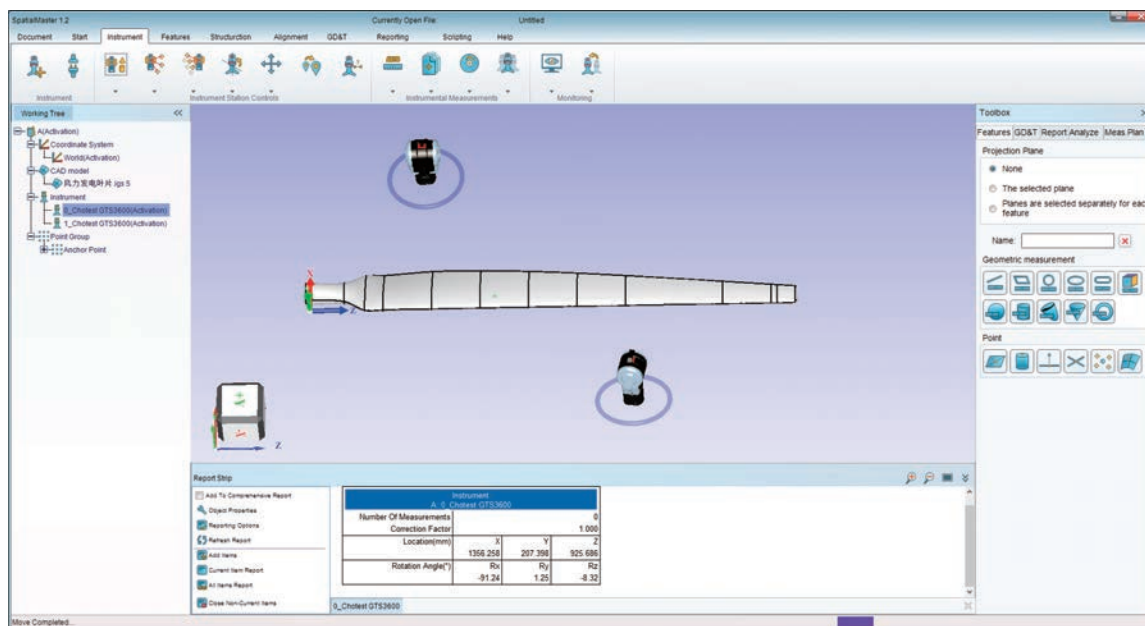 SpatialMaster 1.2 Currently Open File: Untitled
Document Start Instrument Features Structurction Alignment GD&T Reporting Scripting Help
Instrument Instrument Station Controls Instrumental Measurements Monitoring
Working Tree
A(Activation)
Coordinate System
World(Activation)
CAD model
风力发电叶片.igs 5
Instrument
0_Chotest GTS3600(Activation)
1_Chotest GTS3600(Activation)
Point Group
Anchor Point
X
Z
Z
Toolbox
Features GD&T Report Analyze Meas.Plan
Projection Plane
None
The selected plane
Planes are selected separately for each
feature
Name:
Geometric measurement
Point
Report Strip
Add To Comprehensive Report
Object Properties
Reporting Options
Refresh Report
Add Items
Current Item Report
All Items Report
Close Non-Current Items
Instrument
A::0_Chotest GTS3600
Number Of Measurements 0
Correction Factor 1.000
Location(mm) X Y Z
1366.258 207.398 925.686
Rotation Angle(°) Rx Ry Rz
-91.24 1.25 -8.32
0_Chotest GTS3600
Move Completed...